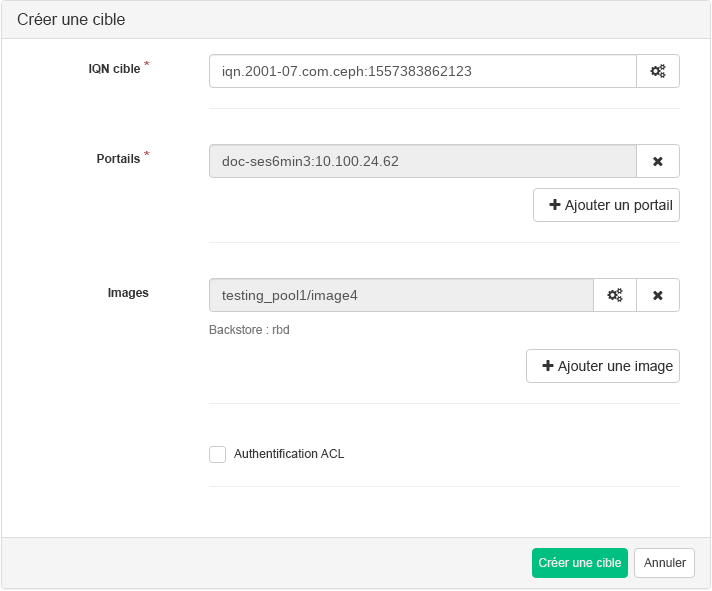 Créer une cible
IQN cible *
iqn.2001-07.com.ceph:1557383862123
Portails *
doc-ses6min3:10.100.24.62
Ajouter un portail
Images
testing_pool1/image4
Backstore : rbd
Ajouter une image
Authentification ACL
Créer une cible
Annuler